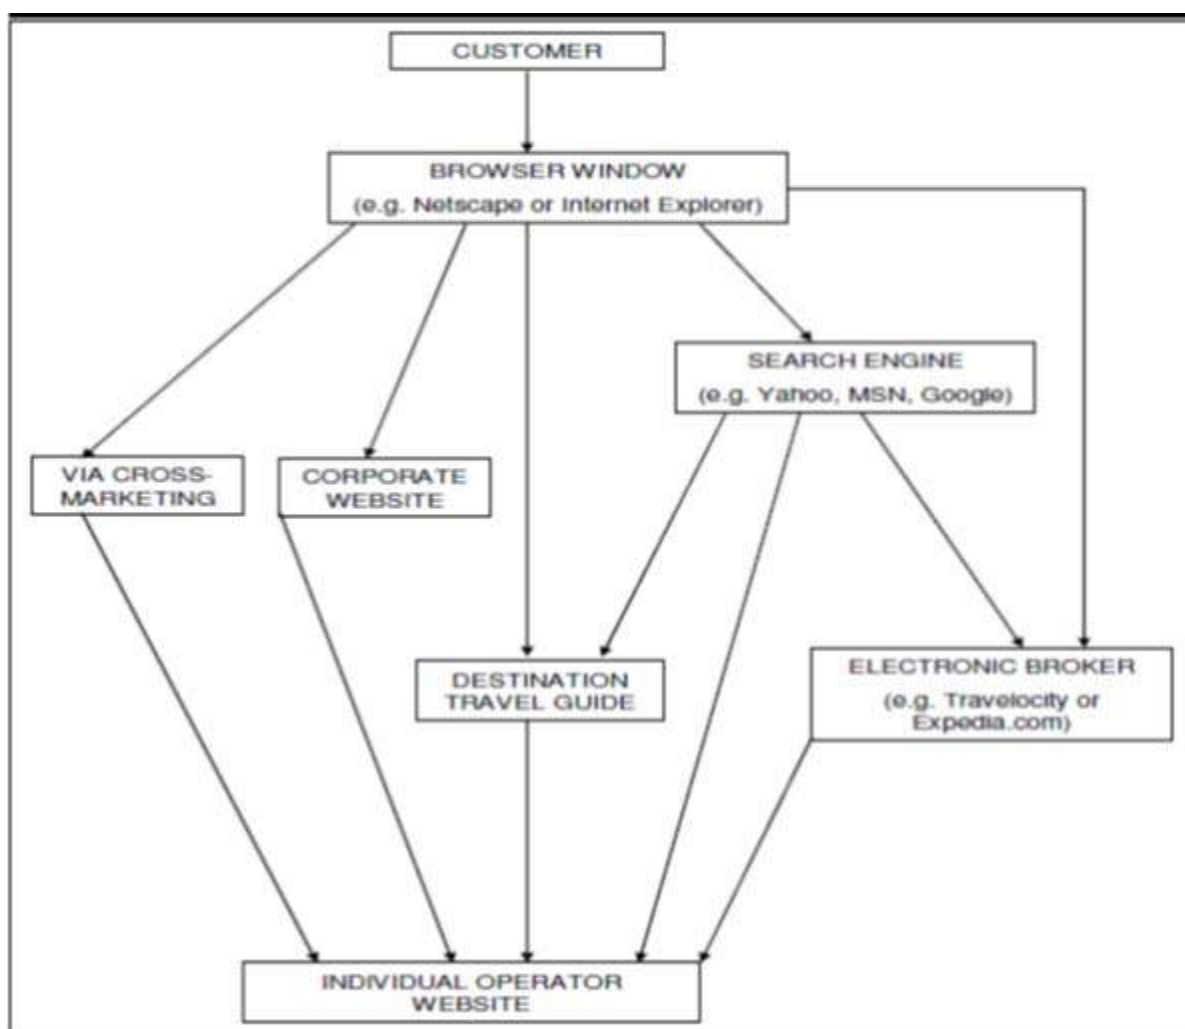 CUSTOMER
BROWSER WINDOW
(e.g. Netscape or Internet Explorer)
SEARCH ENGINE
(e.g. Yahoo, MSN, Google)
VIA CROSS-
MARKETING
CORPORATE
WEBSITE
DESTINATION
TRAVEL GUIDE
ELECTRONIC BROKER
(e.g. Travelocity or
Expedia.com)
INDIVIDUAL OPERATOR
WEBSITE